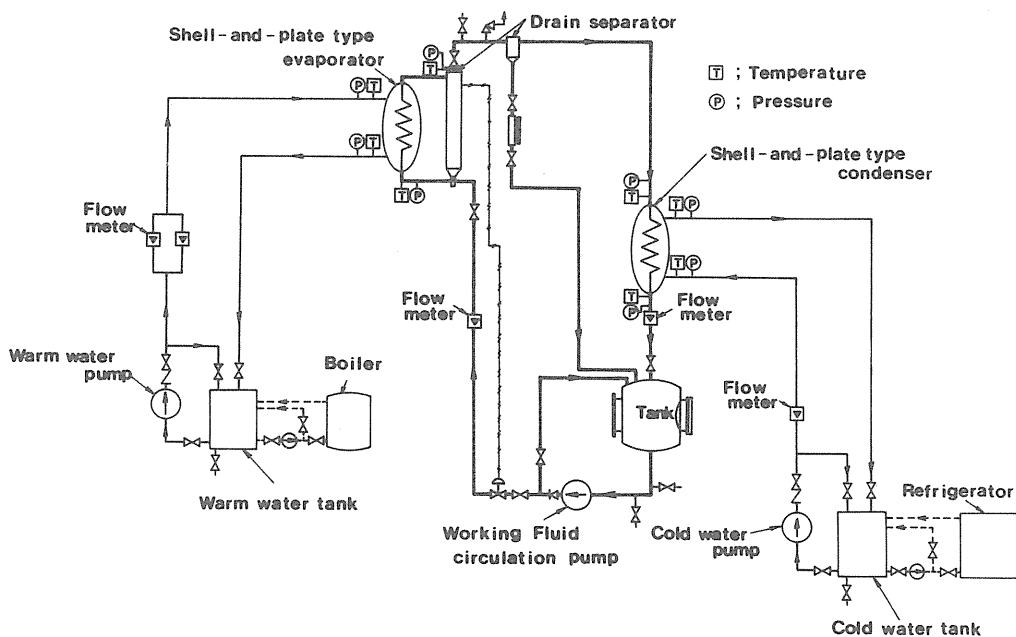 Drain separator
Shell-and-plate type
evaporator
P
T
T ; Temperature
P ; Pressure
P T
P T
T P
Shell-and-plate type
condenser
P
T
T P
T P
T
P
Flow
meter
Flow
meter
Flow
meter
Flow
meter
Warm water
pump
Boiler
Tank
Warm water tank
Working Fluid
circulation pump
Cold water
pump
Refrigerator
Cold water tank